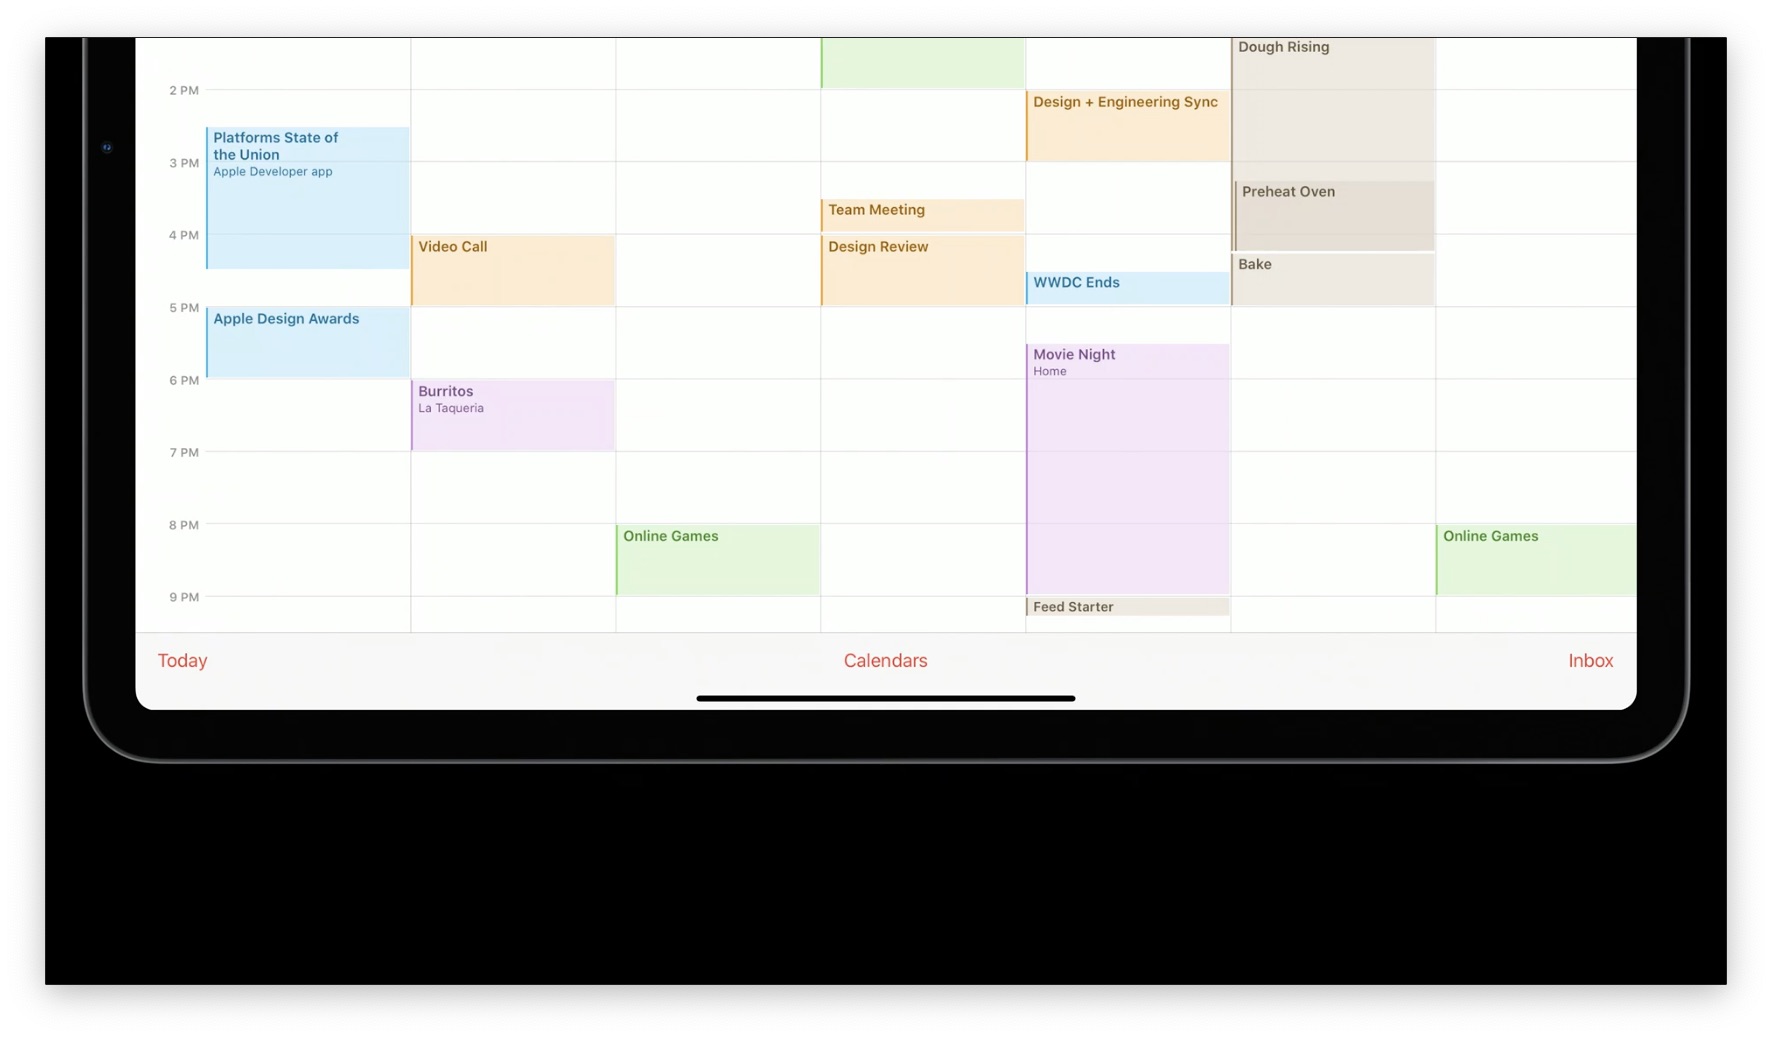 Dough Rising
2 PM
Design + Engineering Sync
Platforms State of
the Union
Apple Developer app
3 PM
Preheat Oven
Team Meeting
4 PM
Video Call
Design Review
Bake
WWDC Ends
5 PM
Apple Design Awards
Movie Night
Home
6 PM
Burritos
La Taqueria
7 PM
8 PM
Online Games
Online Games
9 PM
Feed Starter
Today
Calendars
Inbox